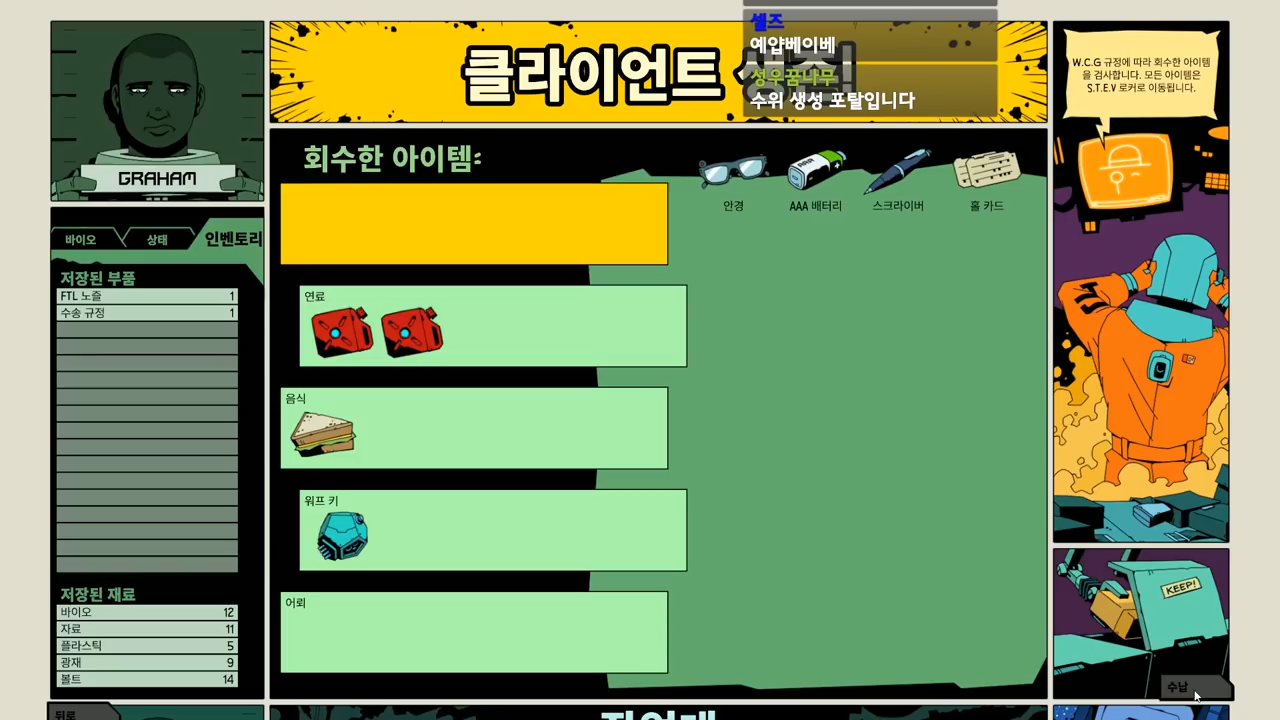 셀즈
예얍베이베
성우꿈나무
수위 생성 포탈입니다
클라이언트
GRAHAM
바이오
상태
인벤토리
저장된 부품
FTL 노즐 1
수송 규정 1
저장된 재료
바이오 12
자료 11
플라스틱 5
광재 9
볼트 14
뒤로
회수한 아이템:
안경
AAA 배터리
스크라이버
홀 카드
연료
음식
워프 키
어뢰
W.C.G 규정에 따라 회수한 아이템
을 검사합니다. 모든 아이템은
S.T.E.V 로커로 이동됩니다.
KEEP!
수납